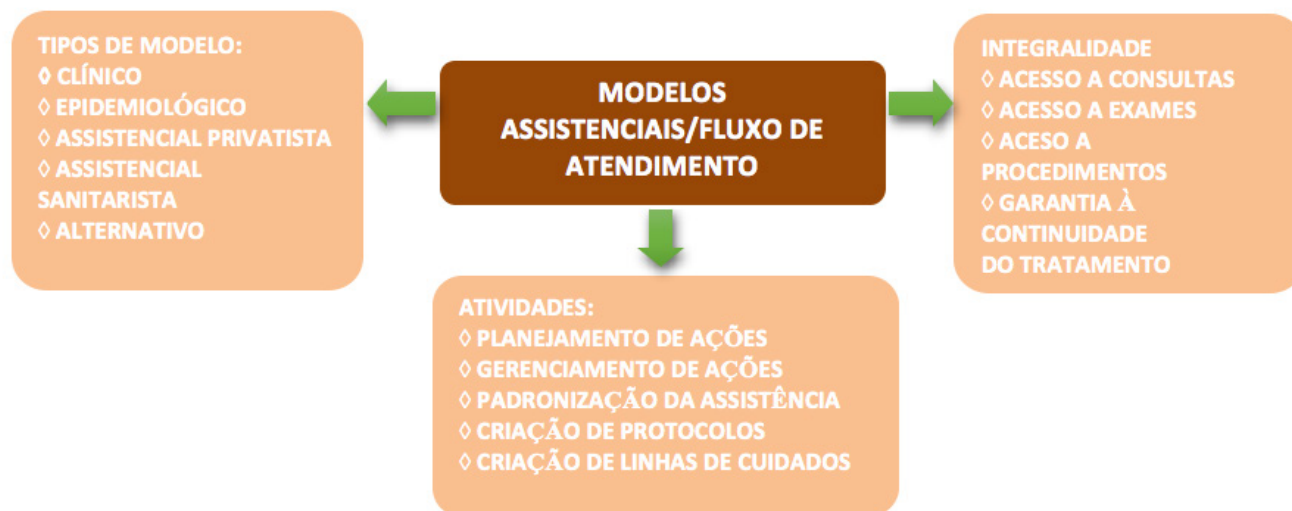 TIPOS DE MODELO:
◊ CLÍNICO
◊ EPIDEMIOLÓGICO
◊ ASSISTENCIAL PRIVATISTA
◊ ASSISTENCIAL
SANITARISTA
◊ ALTERNATIVO
MODELOS
ASSISTENCIAIS/FLUXO DE
ATENDIMENTO
INTEGRALIDADE
◊ ACESSO A CONSULTAS
◊ ACESSO A EXAMES
◊ ACESO A
PROCEDIMENTOS
◊ GARANTIA À
CONTINUIDADE
DO TRATAMENTO
ATIVIDADES:
◊ PLANEJAMENTO DE AÇÕES
◊ GERENCIAMENTO DE AÇÕES
◊ PADRONIZAÇÃO DA ASSISTÊNCIA
◊ CRIAÇÃO DE PROTOCOLOS
◊ CRIAÇÃO DE LINHAS DE CUIDADOS